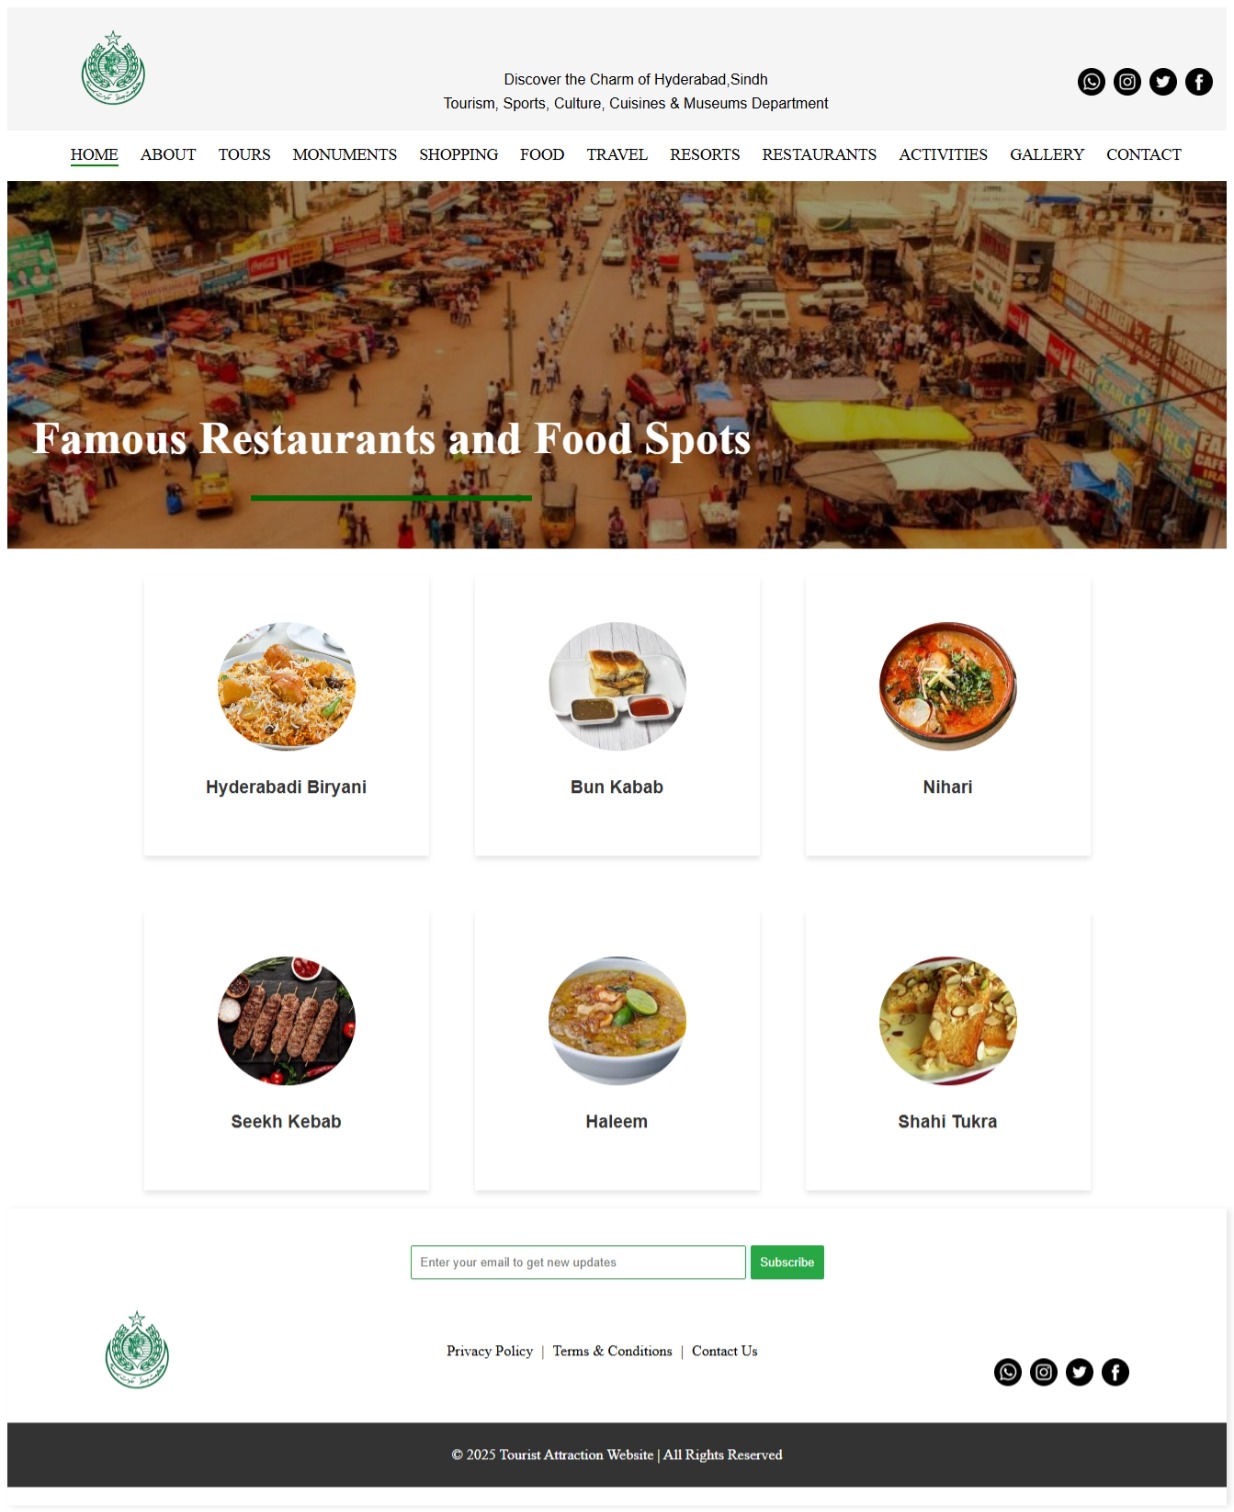 Discover the Charm of Hyderabad,Sindh
Tourism, Sports, Culture, Cuisines & Museums Department
HOME ABOUT TOURS MONUMENTS SHOPPING FOOD TRAVEL RESORTS RESTAURANTS ACTIVITIES GALLERY CONTACT
Coca-Cola
PEARLS
Famous Restaurants and Food Spots
Hyderabadi Biryani
Bun Kabab
Nihari
Seekh Kebab
Haleem
Shahi Tukra
Enter your email to get new updates
Subscribe
Privacy Policy | Terms & Conditions | Contact Us
© 2025 Tourist Attraction Website | All Rights Reserved